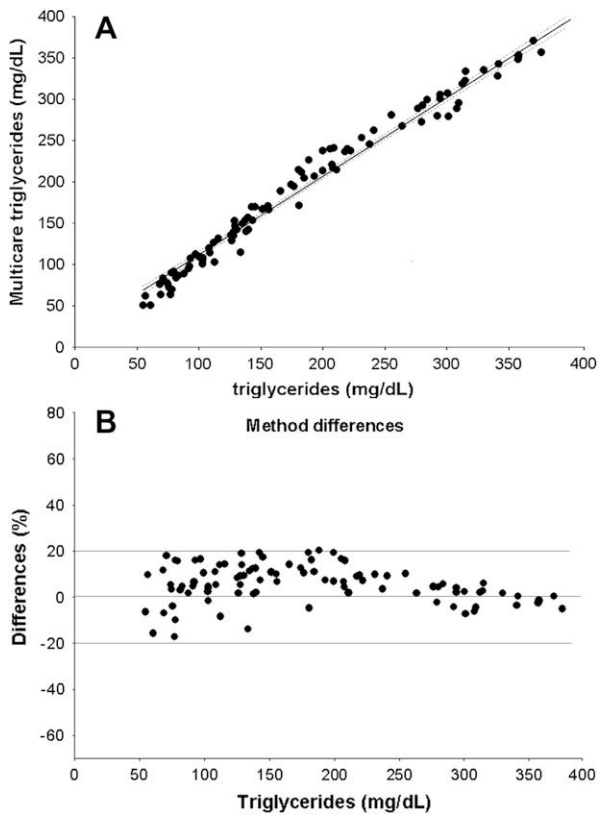 A
400
350
300
250
200
150
100
50
0
Multicare triglycerides (mg/dL)
0 50 100 150 200 250 300 350 400
triglycerides (mg/dL)
B
Method differences
80
60
40
20
0
-20
-40
-60
Differences (%)
0 50 100 150 200 250 300 350 400
Triglycerides (mg/dL)